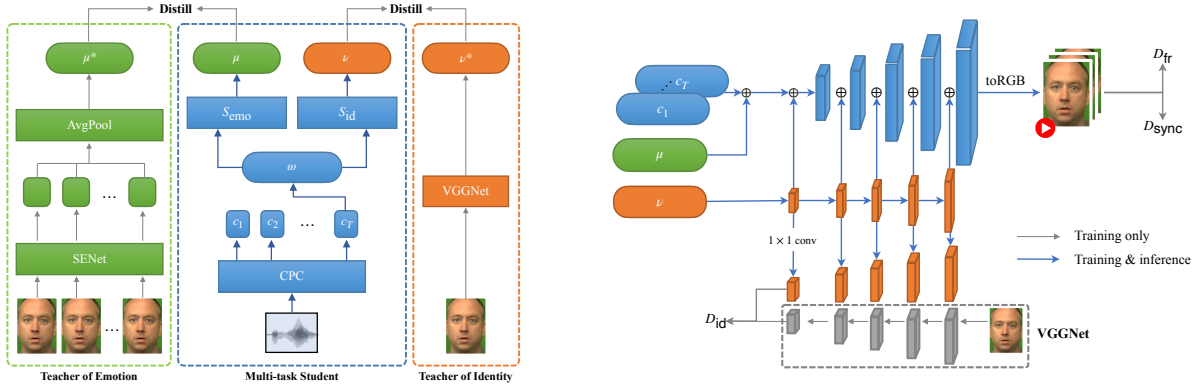 Distill
Distill
μ*
μ
ν
ν*
AvgPool
S_emo
S_id
...
ω
VGGNet
c_1
c_2
...
c_T
SENet
CPC
...
Teacher of Emotion
Multi-task Student
Teacher of Identity
... c_T
c_1
μ
ν
⊕ ⊕ ⊕ ⊕ ⊕ ⊕
toRGB
D_fr
D_sync
1 × 1 conv
Training only
Training & inference
D_id
VGGNet